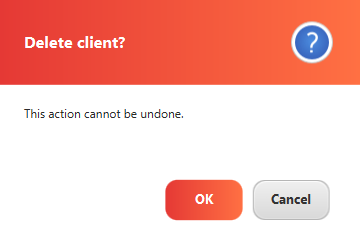 Delete client?
?
This action cannot be undone.
OK
Cancel